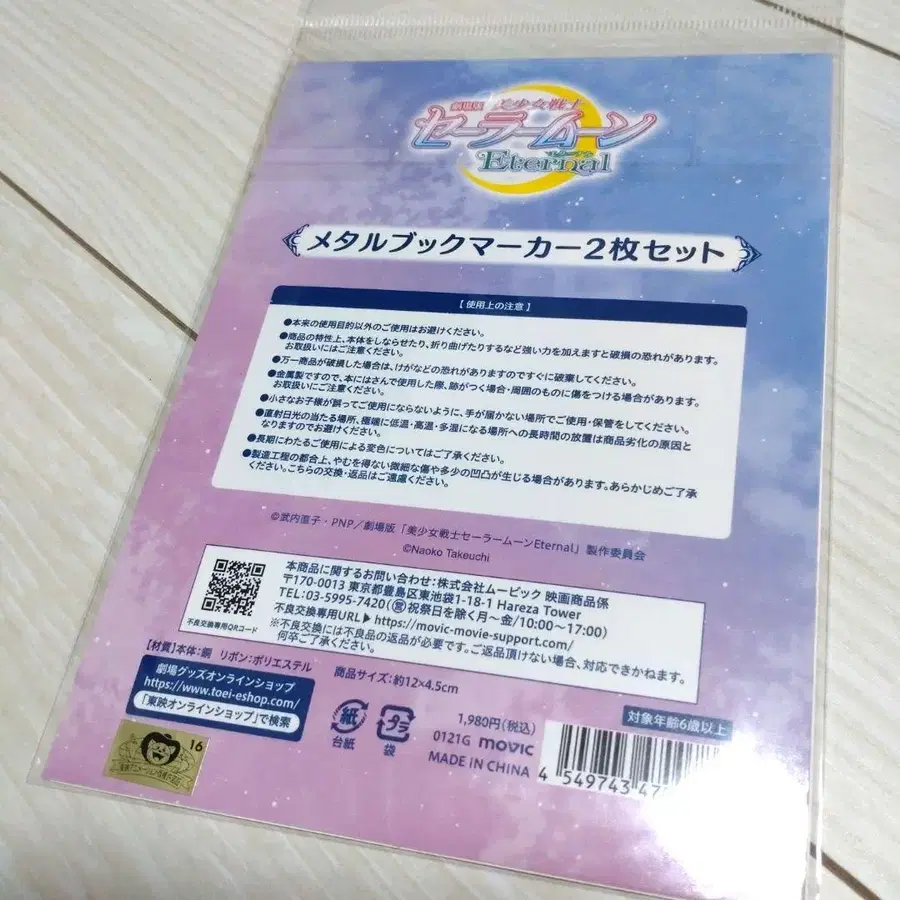 劇場版 美少女戦士
セーラームーン
Eternal
メタルブックマーカー2枚セット
【使用上の注意】
●本来の使用目的以外のご使用はお避けください。
●商品の特性上、本体をしならせたり、折り曲げたりするなど強い力を加えますと破損の恐れがあります。
お取扱いにはご注意ください。
●万一商品が破損した場合は、けがなどの恐れがありますのですぐに破棄してください。
●金属製ですので、本にはさんで使用した際、跡がつく場合・周囲のものに傷をつける場合があります。
お取扱いにご注意ください。
●小さなお子様が誤ってご使用にならないように、手が届かない場所でご使用・保管をしてください。
●直射日光の当たる場所、極端に低温・高温・多湿になる場所への長時間の放置は商品劣化の原因と
なりますのでお避けください。
●長期にわたるご使用による変色についてはご了承ください。
●製造工程の都合上、やむを得ない微細な傷や多少の凹凸が生じる場合があります。あらかじめご了承
ください。こちらの交換・返品はご遠慮ください。
©武内直子・PNP／劇場版「美少女戦士セーラームーンEternal」製作委員会
©Naoko Takeuchi
本商品に関するお問い合わせ：株式会社ムービック 映画商品係
〒170-0013 東京都豊島区東池袋1-18-1 Hareza Tower
TEL：03-5995-7420（営祝祭日を除く月〜金/10:00〜17:00）
不良交換専用URL▶https://movic-movie-support.com/
※不良交換には不良品の返品が必要です。ご返品頂けない場合、対応できかねます。
何卒ご了承ください。
不良交換専用QRコード
【材質】本体：銅 リボン：ポリエステル
商品サイズ：約12×4.5cm
劇場グッズオンラインショップ
https://www.toei-eshop.com/
「東映オンラインショップ」で検索
16
紙
台紙
プラ
袋
1,980円（税込）
0121G movic
MADE IN CHINA
対象年齢6歳以上
4 549743 47